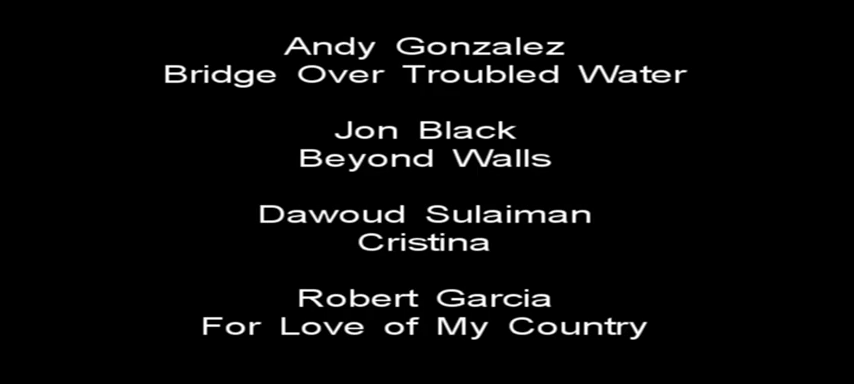 Andy Gonzalez
Bridge Over Troubled Water
Jon Black
Beyond Walls
Dawoud Sulaiman
Cristina
Robert Garcia
For Love of My Country